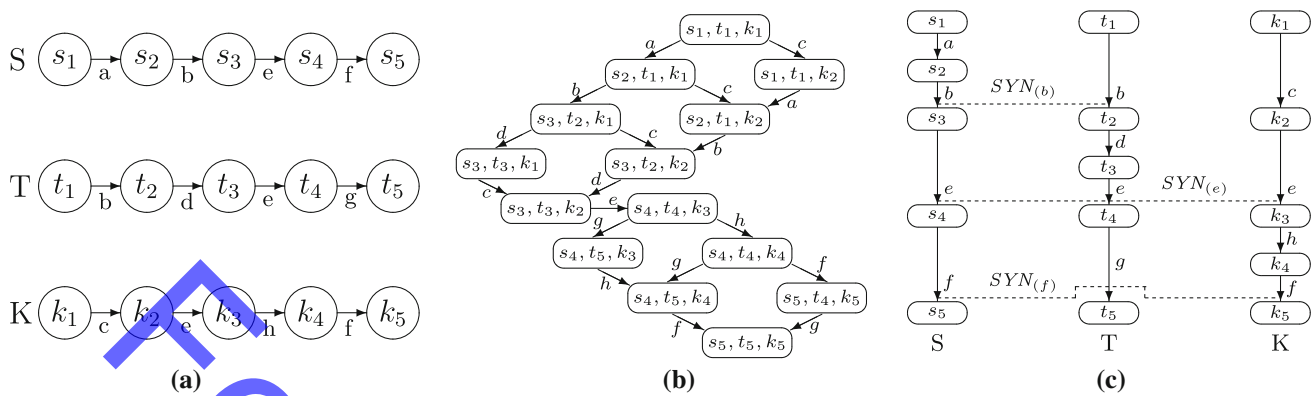 S s₁ a s₂ b s₃ e s₄ f s₅
T t₁ b t₂ d t₃ e t₄ g t₅
K k₁ c k₂ e k₃ h k₄ f k₅
(a)
s₁, t₁, k₁
a c
s₂, t₁, k₁ s₁, t₁, k₂
b c a
s₃, t₂, k₁ s₂, t₁, k₂
d c b
s₃, t₃, k₁ s₃, t₂, k₂
c d
s₃, t₃, k₂ e s₄, t₄, k₃
g h
s₄, t₅, k₃ s₄, t₄, k₄
h g f
s₄, t₅, k₄ s₅, t₄, k₅
f g
s₅, t₅, k₅
(b)
s₁ t₁ k₁
a
s₂
b SYN(b) b c
s₃ t₂ k₂
d
t₃
e e SYN(e) e
s₄ t₄ k₃
h
g k₄
f SYN(f) f
s₅ t₅ k₅
S T K
(c)